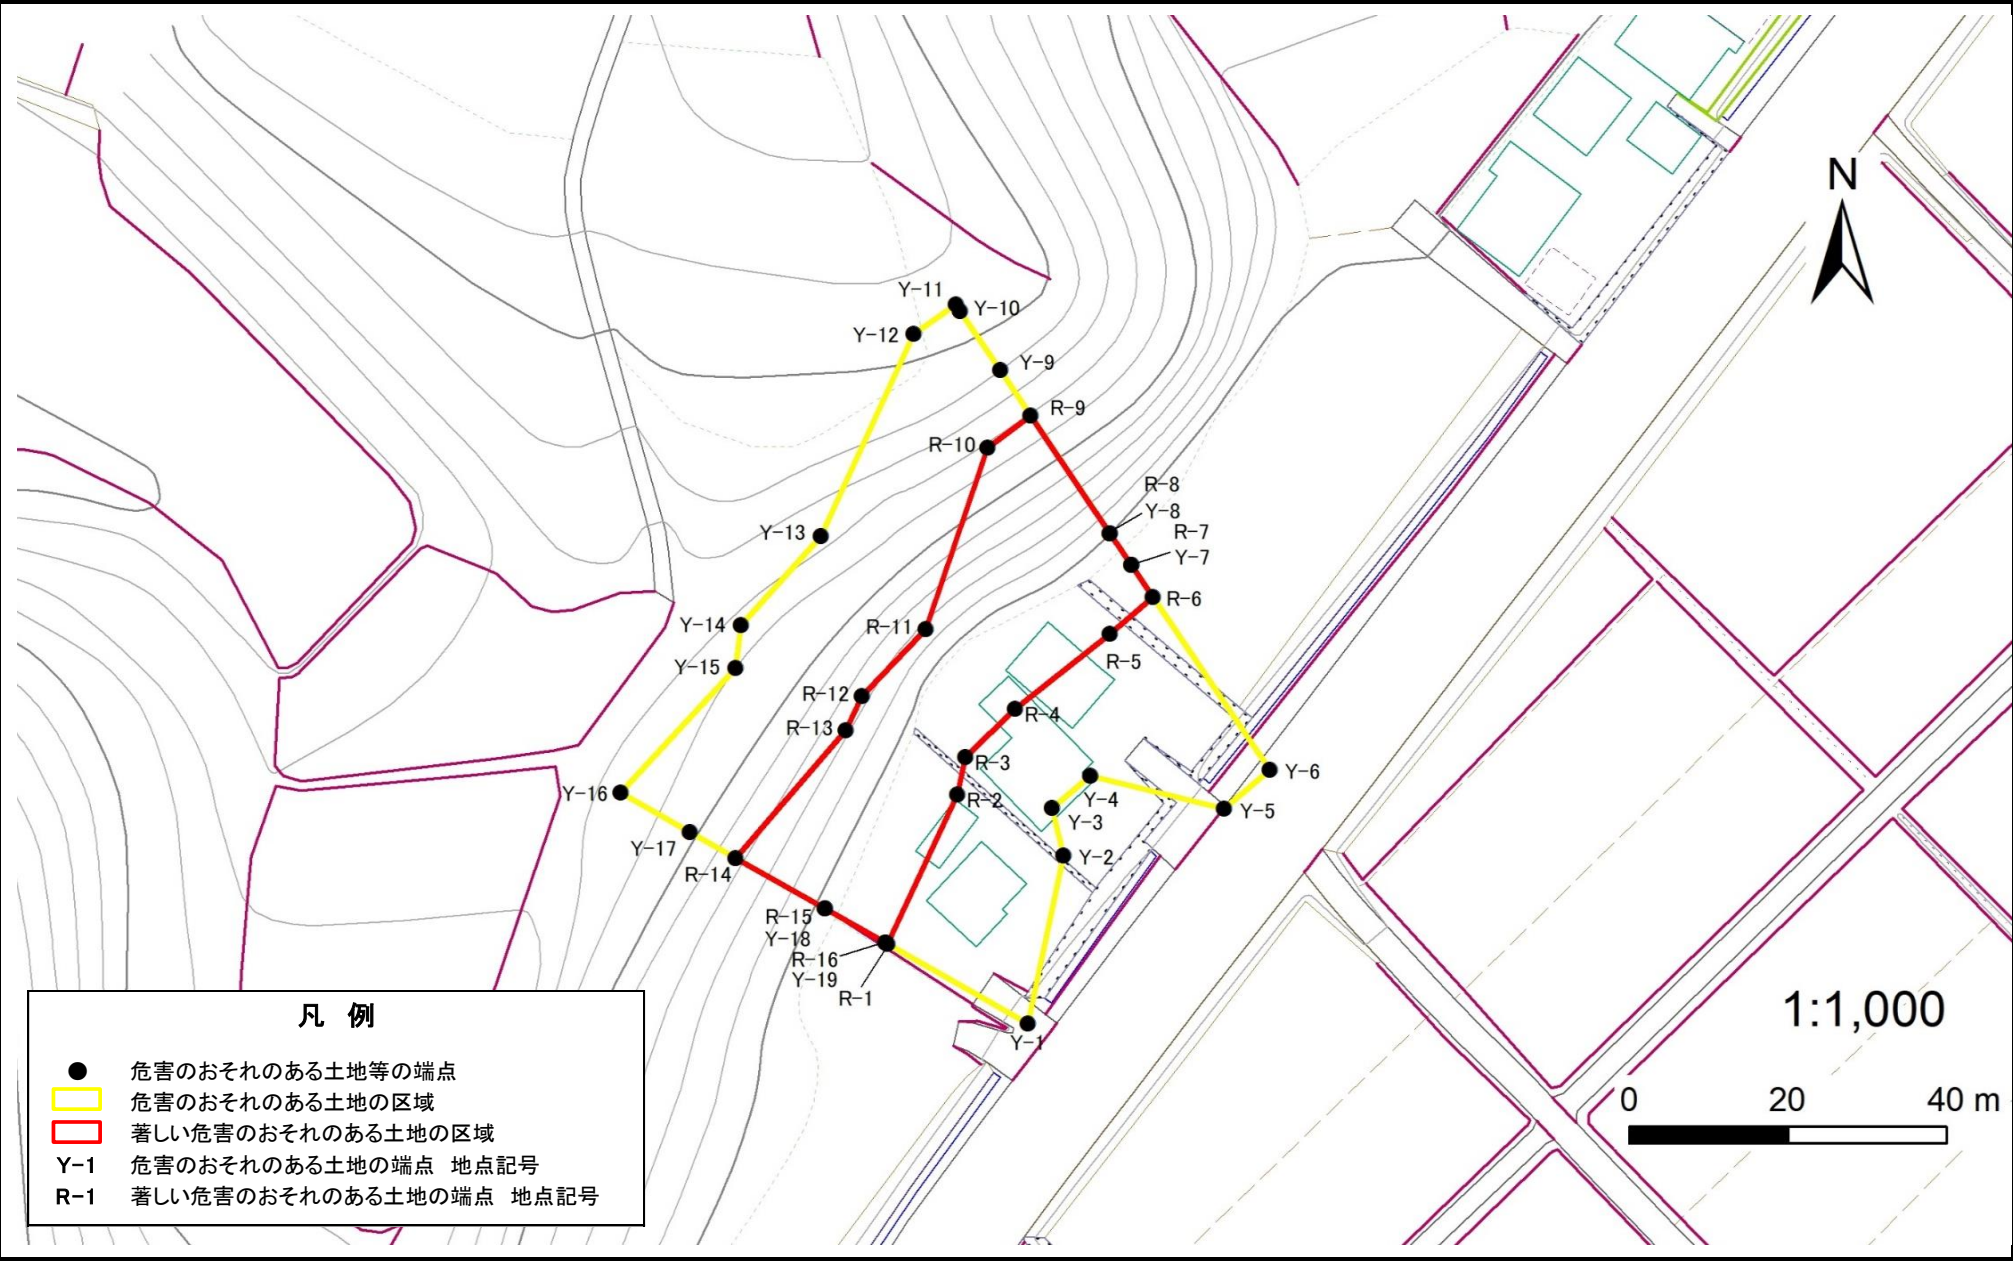 N
Y-11
Y-10
Y-12
Y-9
R-9
R-10
R-8
Y-8
R-7
Y-7
Y-13
R-6
Y-14
R-11
R-5
Y-15
R-12
R-4
R-13
R-3
Y-6
Y-16
R-2
Y-4
Y-5
Y-3
Y-17
Y-2
R-14
R-15
Y-18
R-16
Y-19
R-1
Y-1
1:1,000
0 20 40 m
凡 例
危害のおそれのある土地等の端点
危害のおそれのある土地の区域
著しい危害のおそれのある土地の区域
Y-1 危害のおそれのある土地の端点 地点記号
R-1 著しい危害のおそれのある土地の端点 地点記号